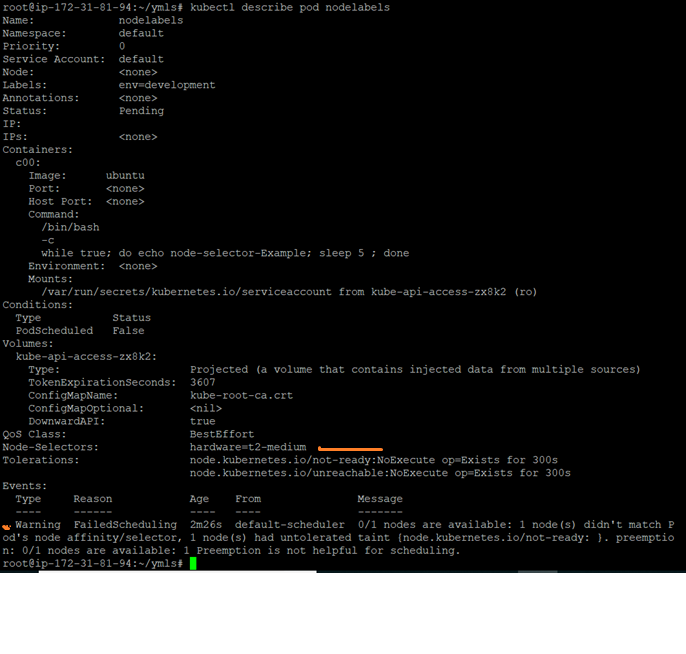 root@ip-172-31-81-94:~/ymls# kubectl describe pod nodelabels
Name:             nodelabels
Namespace:        default
Priority:         0
Service Account:  default
Node:             <none>
Labels:           env=development
Annotations:      <none>
Status:           Pending
IP:
IPs:              <none>
Containers:
  c00:
    Image:      ubuntu
    Port:       <none>
    Host Port:  <none>
    Command:
      /bin/bash
      -c
      while true; do echo node-selector-Example; sleep 5 ; done
    Environment:  <none>
    Mounts:
      /var/run/secrets/kubernetes.io/serviceaccount from kube-api-access-zx8k2 (ro)
Conditions:
  Type           Status
  PodScheduled   False
Volumes:
  kube-api-access-zx8k2:
    Type:                    Projected (a volume that contains injected data from multiple sources)
    TokenExpirationSeconds:  3607
    ConfigMapName:           kube-root-ca.crt
    ConfigMapOptional:       <nil>
    DownwardAPI:             true
QoS Class:                   BestEffort
Node-Selectors:              hardware=t2-medium
Tolerations:                 node.kubernetes.io/not-ready:NoExecute op=Exists for 300s
                             node.kubernetes.io/unreachable:NoExecute op=Exists for 300s
Events:
  Type     Reason            Age    From               Message
  ----     ------            ----   ----               -------
  Warning  FailedScheduling  2m26s  default-scheduler  0/1 nodes are available: 1 node(s) didn't match P
od's node affinity/selector, 1 node(s) had untolerated taint {node.kubernetes.io/not-ready: }. preemptio
n: 0/1 nodes are available: 1 Preemption is not helpful for scheduling.
root@ip-172-31-81-94:~/ymls#